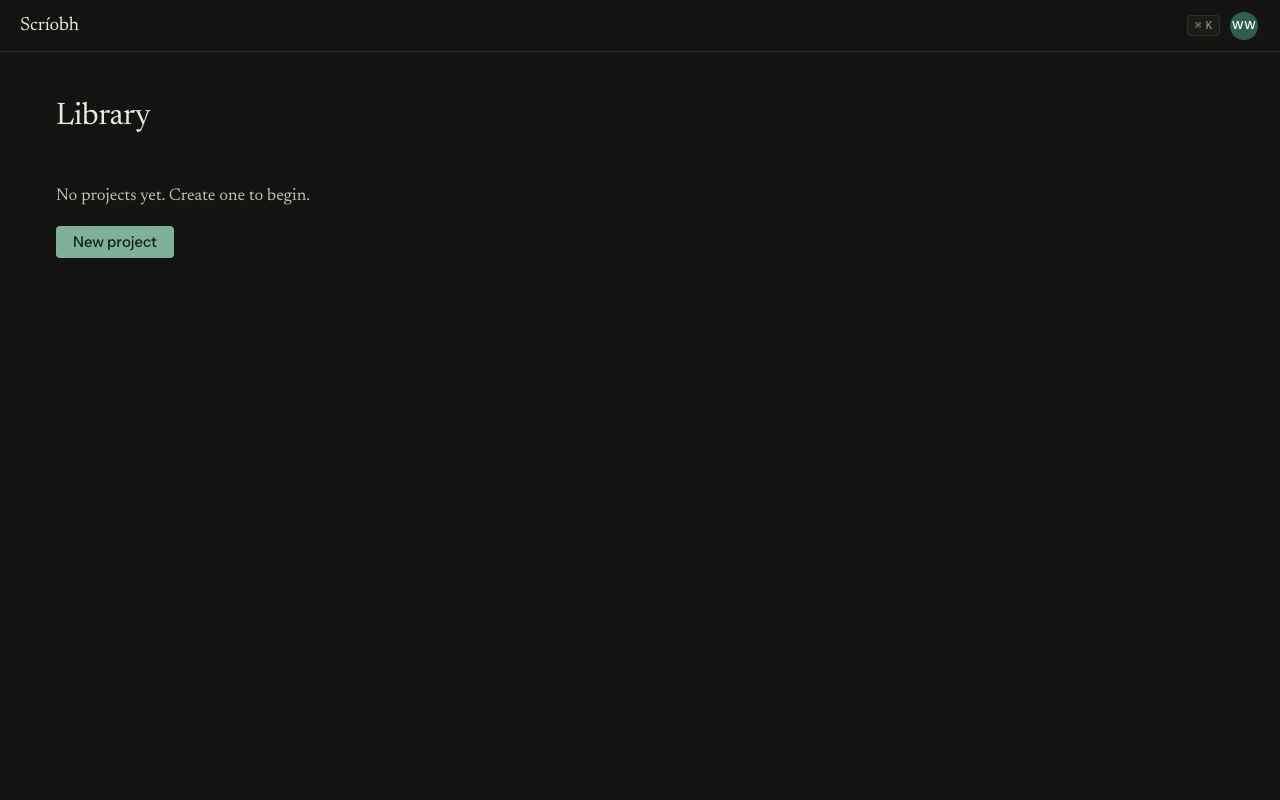 Scríobh
⌘ K
WW
Library
No projects yet. Create one to begin.
New project